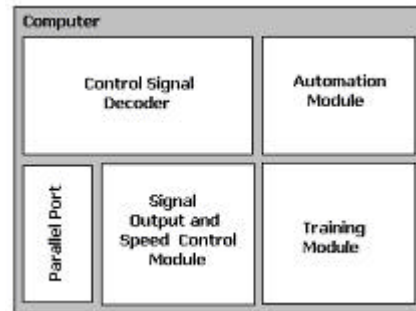 Computer
Control Signal
Decoder
Automation
Module
Parallel Port
Signal
Output and
Speed Control
Module
Training
Module